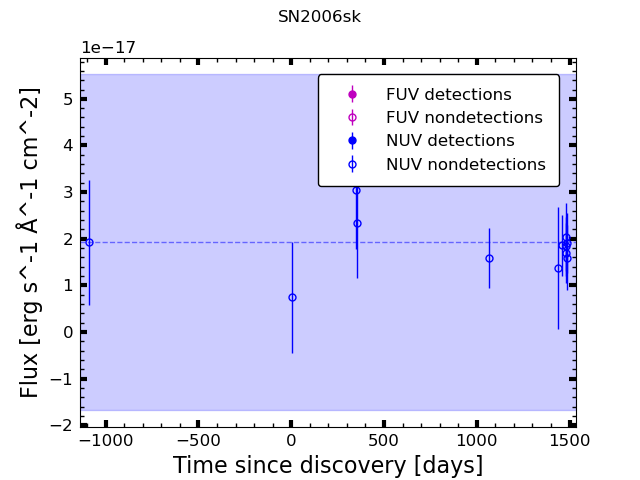 SN2006sk
1e−17
FUV detections
FUV nondetections
NUV detections
NUV nondetections
5
4
3
2
1
0
−1
−2
−1000 −500 0 500 1000 1500
Flux [erg s^-1 Å^-1 cm^-2]
Time since discovery [days]